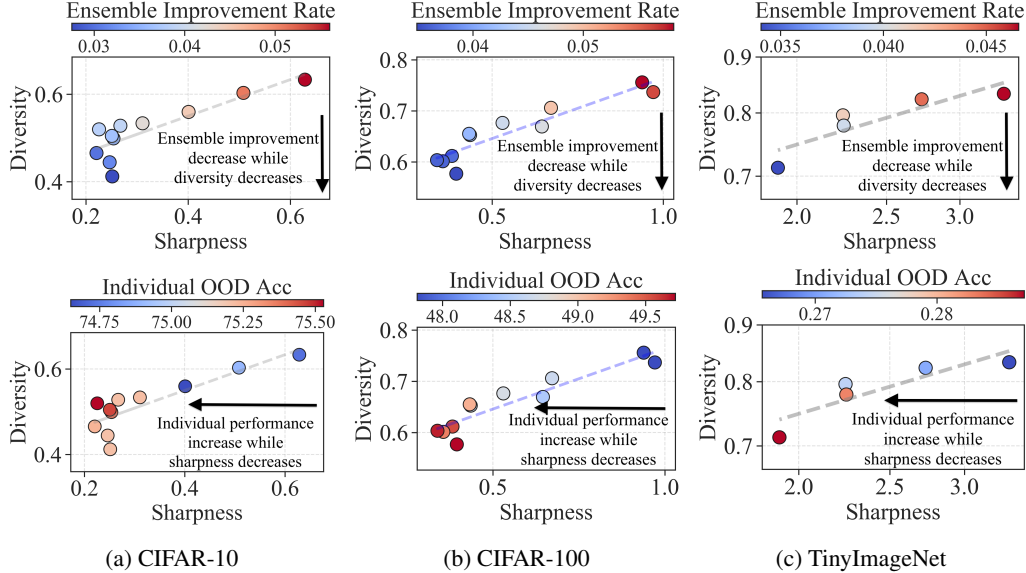 Ensemble Improvement Rate
0.03 0.04 0.05
Diversity
0.6
0.4
Ensemble improvement
decrease while
diversity decreases
0.2 0.4 0.6
Sharpness
Ensemble Improvement Rate
0.04 0.05
Diversity
0.8
0.7
0.6
Ensemble improvement
decrease while
diversity decreases
0.5 1.0
Sharpness
Ensemble Improvement Rate
0.035 0.040 0.045
Diversity
0.9
0.8
0.7
Ensemble improvement
decrease while
diversity decreases
2.0 2.5 3.0
Sharpness
Individual OOD Acc
74.75 75.00 75.25 75.50
Diversity
0.6
0.4
Individual performance
increase while
sharpness decreases
0.2 0.4 0.6
Sharpness
(a) CIFAR-10
Individual OOD Acc
48.0 48.5 49.0 49.5
Diversity
0.8
0.7
0.6
Individual performance
increase while
sharpness decreases
0.5 1.0
Sharpness
(b) CIFAR-100
Individual OOD Acc
0.27 0.28
Diversity
0.9
0.8
0.7
Individual performance
increase while
sharpness decreases
2.0 2.5 3.0
Sharpness
(c) TinyImageNet